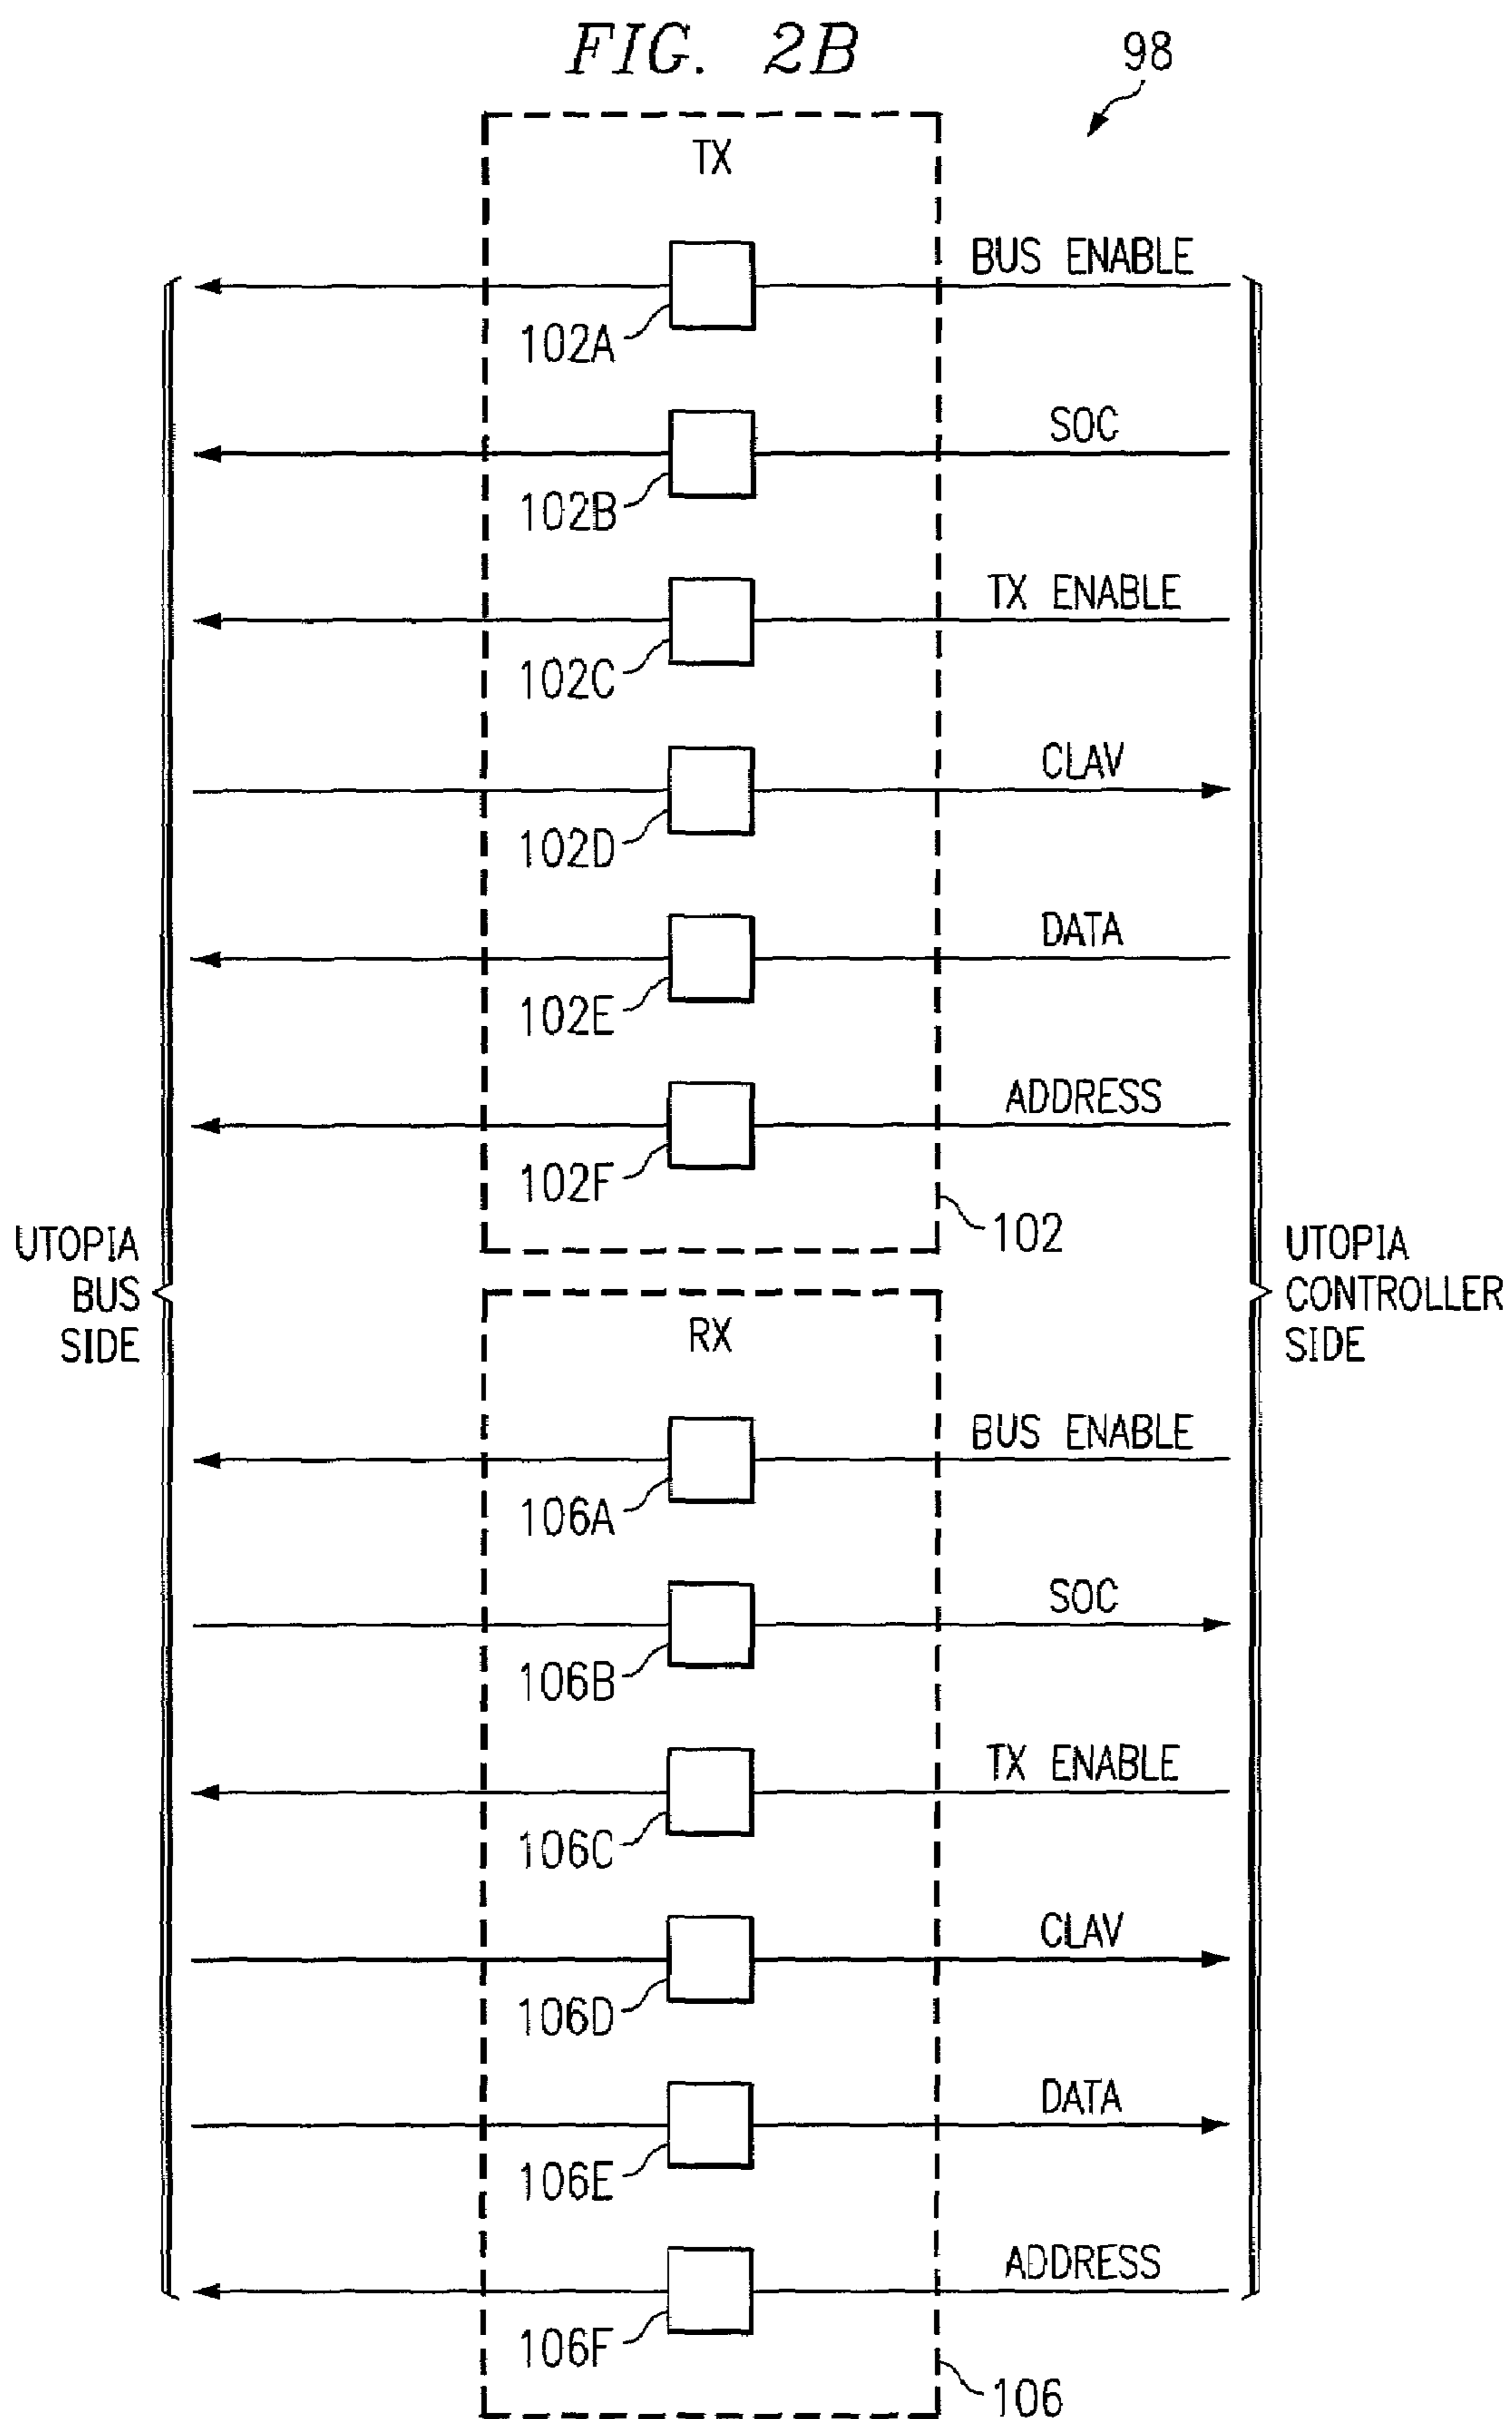 FIG. 2B
98
TX
BUS ENABLE
102A
SOC
102B
TX ENABLE
102C
CLAV
102D
DATA
102E
ADDRESS
102F
102
UTOPIA
BUS
SIDE
UTOPIA
CONTROLLER
SIDE
RX
BUS ENABLE
106A
SOC
106B
TX ENABLE
106C
CLAV
106D
DATA
106E
ADDRESS
106F
106